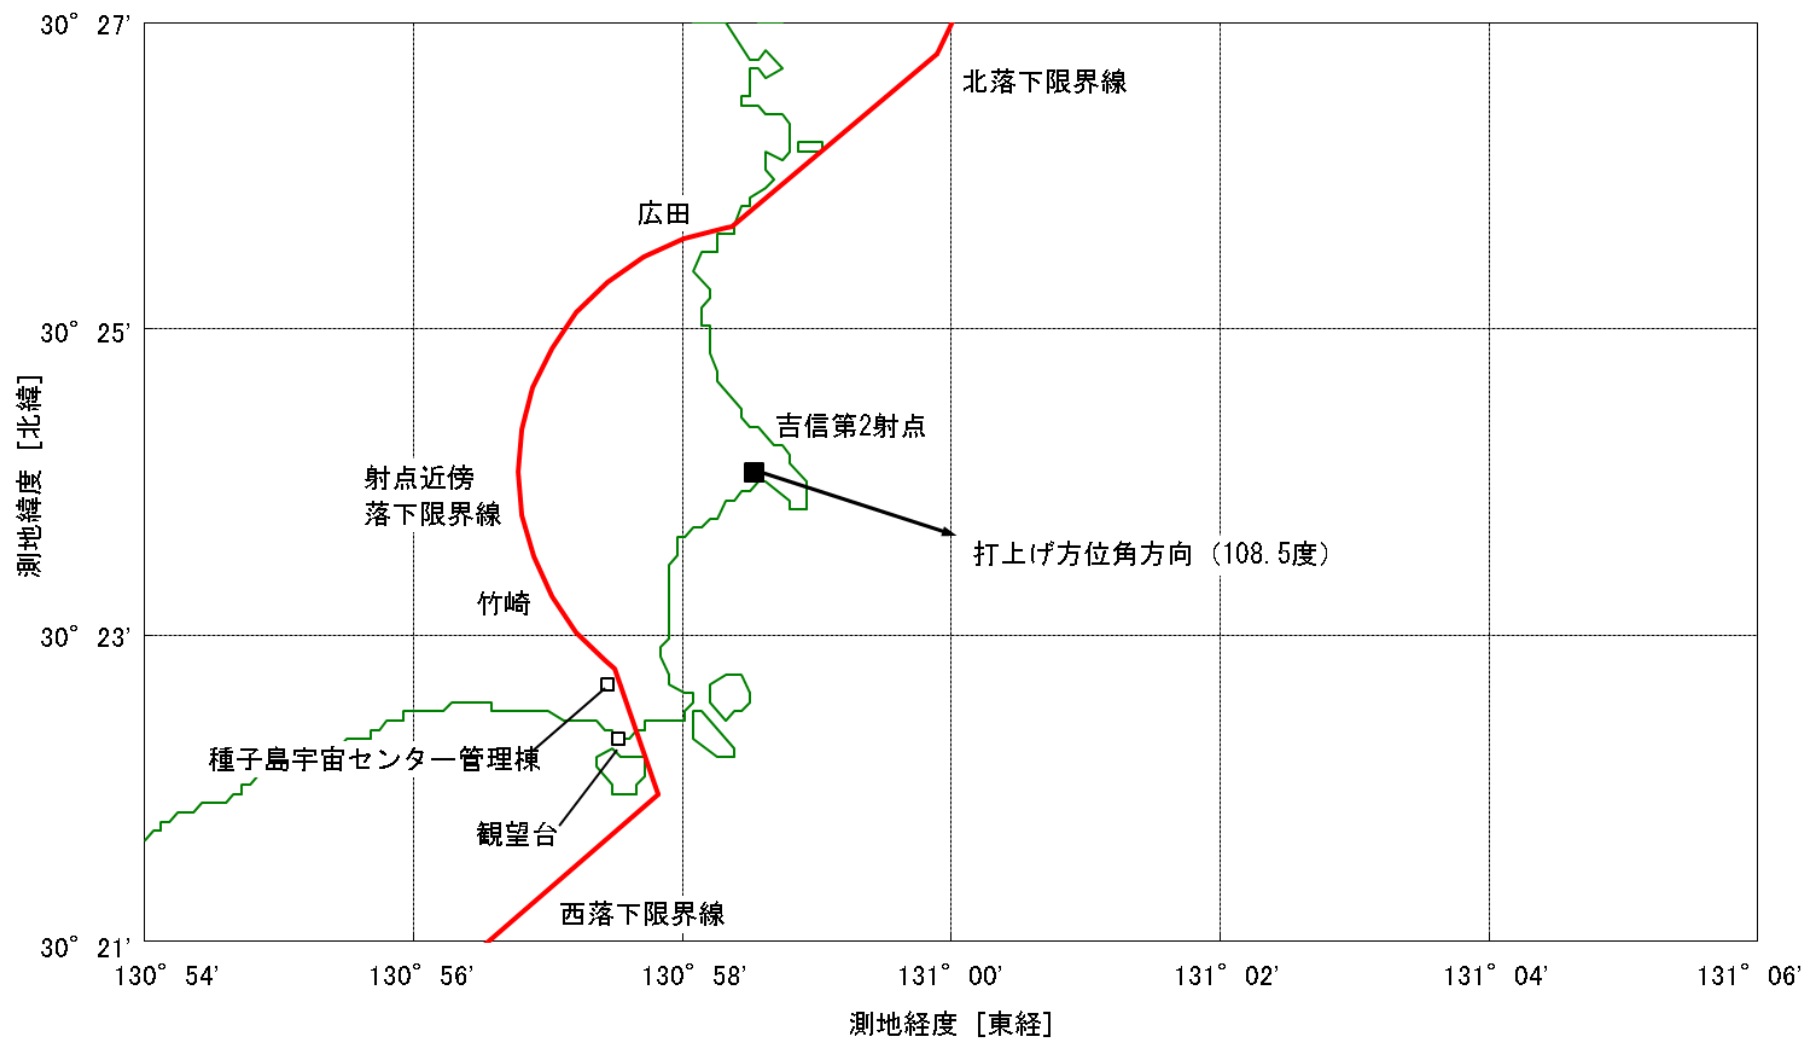 30° 27'
北落下限界線
広田
30° 25'
吉信第2射点
射点近傍
落下限界線
打上げ方位角方向 (108.5度)
竹崎
30° 23'
種子島宇宙センター管理棟
観望台
西落下限界線
30° 21'
130° 54' 130° 56' 130° 58' 131° 00' 131° 02' 131° 04' 131° 06'
測地経度 [東経]
測地緯度 [北緯]